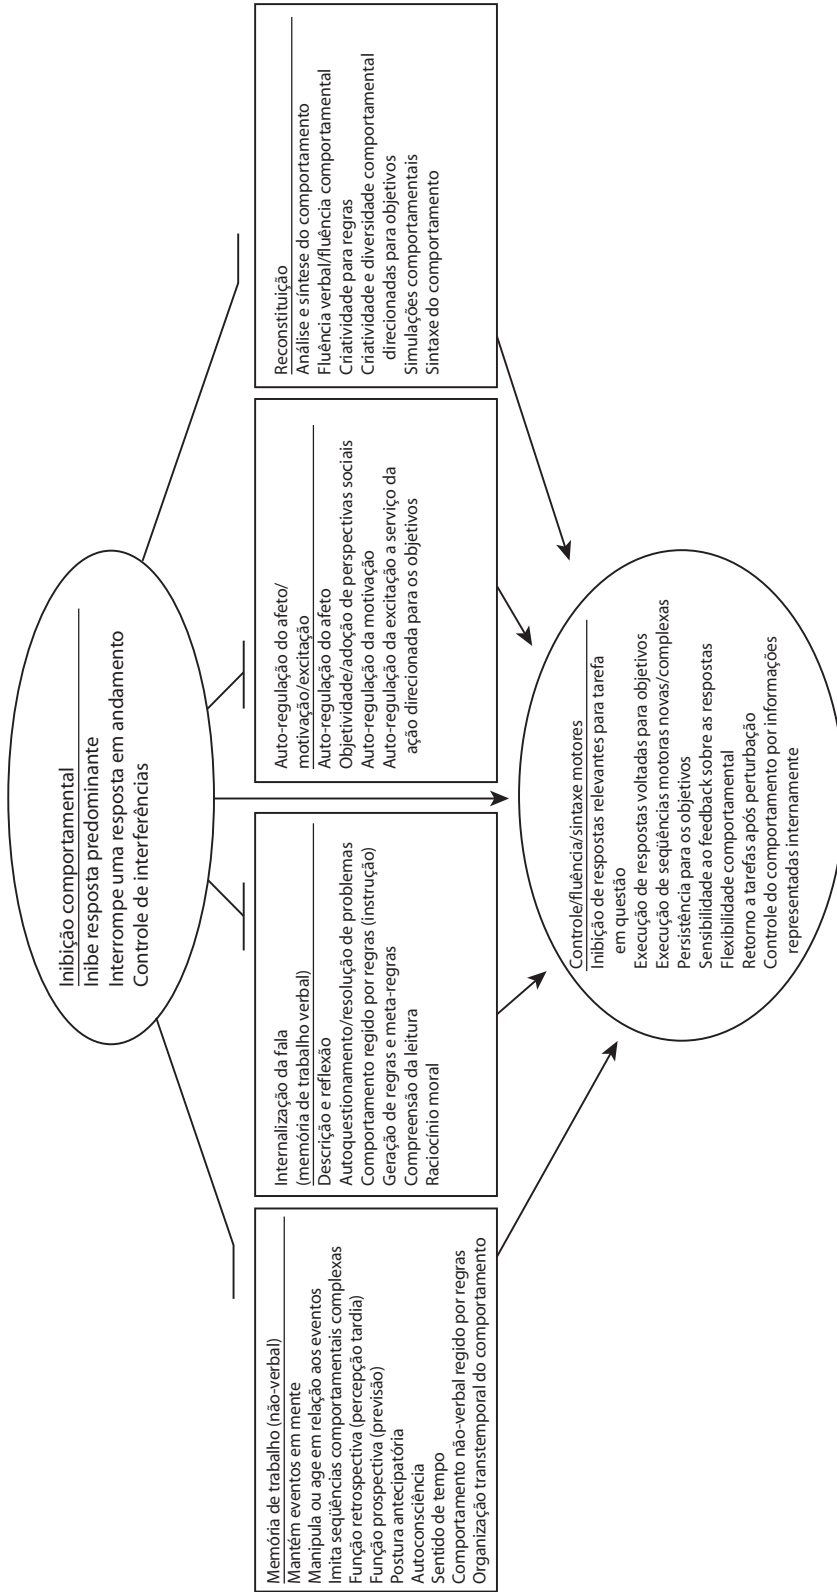 Inibição comportamental
Inibe resposta predominante
Interrompe uma resposta em andamento
Controle de interferências
Memória de trabalho (não-verbal)
Mantém eventos em mente
Manipula ou age em relação aos eventos
Imita seqüências comportamentais complexas
Função retrospectiva (percepção tardia)
Função prospectiva (previsão)
Postura antecipatória
Autoconsciência
Sentido de tempo
Comportamento não-verbal regido por regras
Organização transtemporal do comportamento
Internalização da fala
(memória de trabalho verbal)
Descrição e reflexão
Autoquestionamento/resolução de problemas
Comportamento regido por regras (instrução)
Geração de regras e meta-regras
Compreensão da leitura
Raciocínio moral
Auto-regulação do afeto/
motivação/excitação
Auto-regulação do afeto
Objetividade/adoção de perspectivas sociais
Auto-regulação da motivação
Auto-regulação da excitação a serviço da
ação direcionada para os objetivos
Reconstituição
Análise e síntese do comportamento
Fluência verbal/fluência comportamental
Criatividade para regras
Criatividade e diversidade comportamental
direcionadas para objetivos
Simulações comportamentais
Sintaxe do comportamento
Controle/fluência/sintaxe motores
Inibição de respostas relevantes para tarefa
em questão
Execução de respostas voltadas para objetivos
Execução de seqüências motoras novas/complexas
Persistência para os objetivos
Sensibilidade ao feedback sobre as respostas
Flexibilidade comportamental
Retorno a tarefas após perturbação
Controle do comportamento por informações
representadas internamente